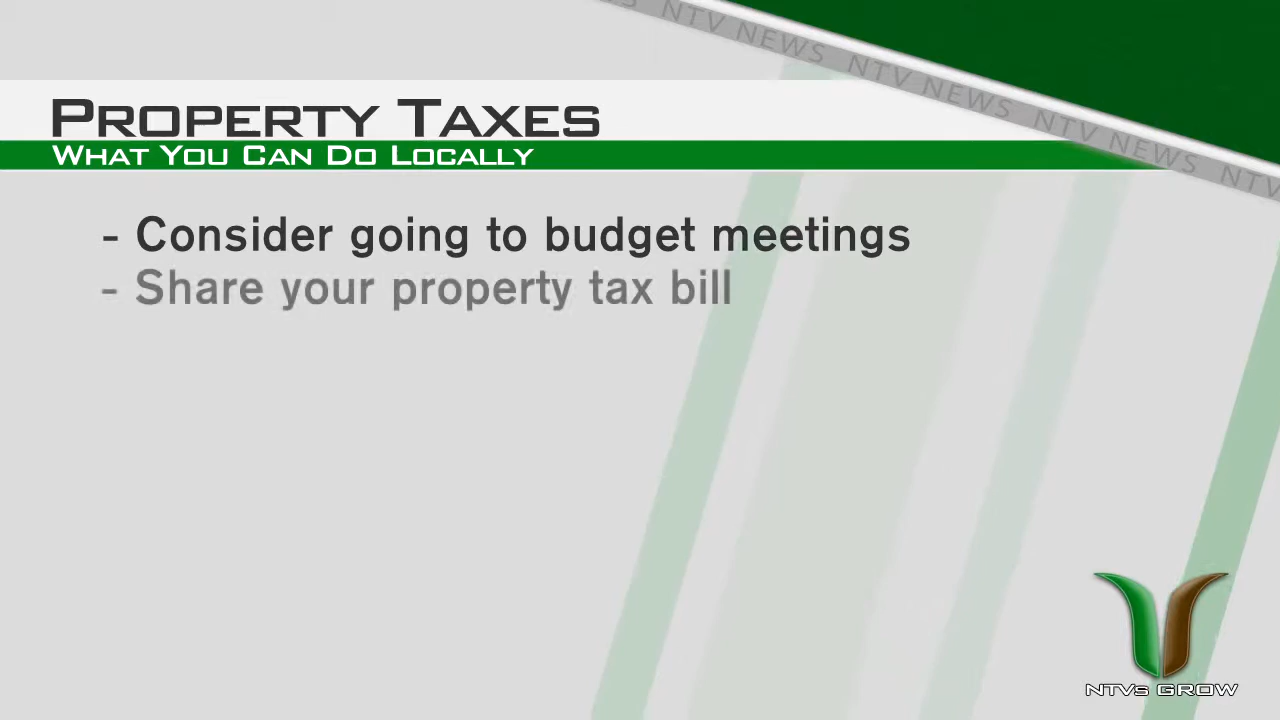 NTV NEWS NTV NEWS NTV NEWS NTV
PROPERTY TAXES
WHAT YOU CAN DO LOCALLY
- Consider going to budget meetings
- Share your property tax bill
NTVs GROW